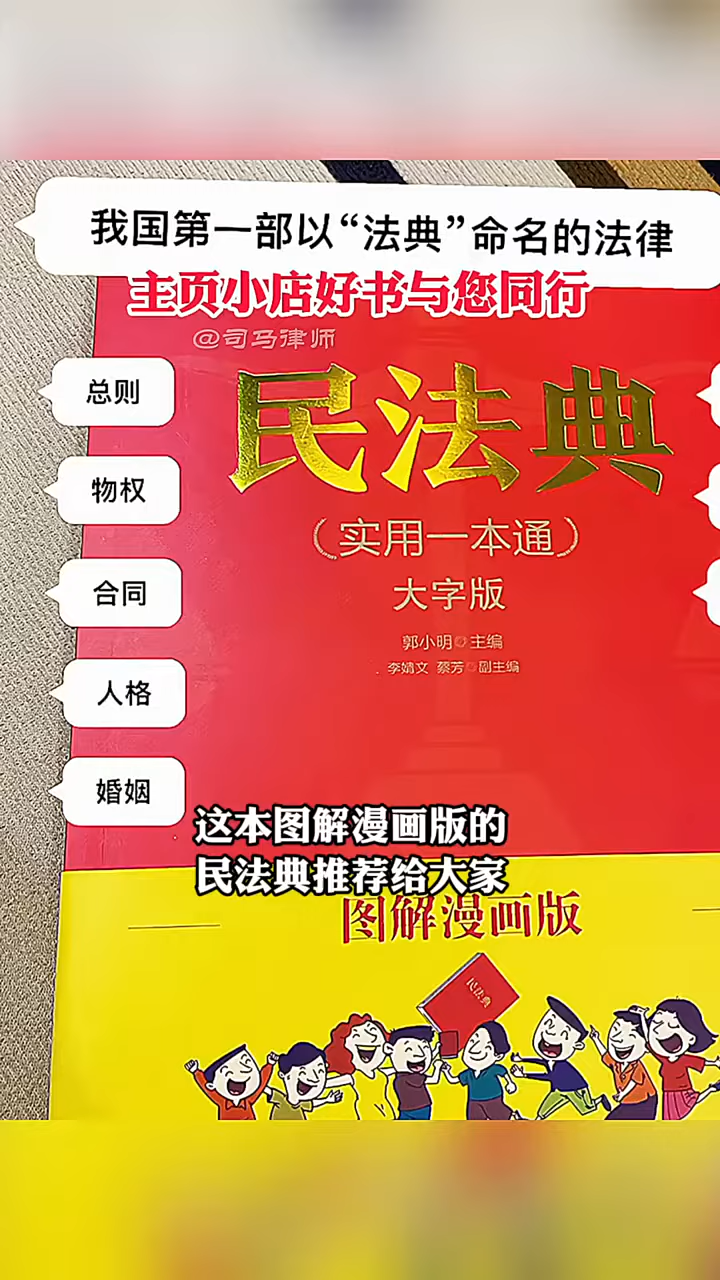 我国第一部以“法典”命名的法律
主页小店好书与您同行
@司马律师
总则
民法典
物权
（实用一本通）
合同
大字版
郭小明 主编
李婧文 蔡芳 副主编
人格
婚姻
这本图解漫画版的
民法典推荐给大家
图解漫画版
民法典